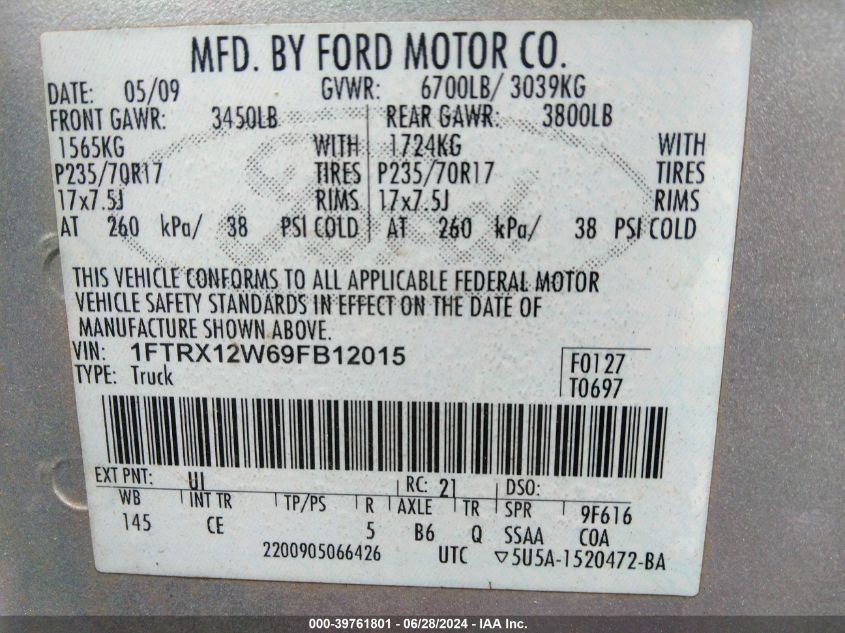 MFD. BY FORD MOTOR CO.
DATE: 05/09 GVWR: 6700LB/ 3039KG
FRONT GAWR: 3450LB REAR GAWR: 3800LB
1565KG WITH 1724KG WITH
P235/70R17 TIRES P235/70R17 TIRES
17x7.5J RIMS 17x7.5J RIMS
AT 260 kPa/ 38 PSI COLD AT 260 kPa/ 38 PSI COLD
THIS VEHICLE CONFORMS TO ALL APPLICABLE FEDERAL MOTOR
VEHICLE SAFETY STANDARDS IN EFFECT ON THE DATE OF
MANUFACTURE SHOWN ABOVE.
VIN: 1FTRX12W69FB12015 F0127
TYPE: Truck T0697
EXT PNT: UI RC: 21 DSO:
WB INT TR TP/PS R AXLE TR SPR 9F616
145 CE 5 B6 Q SSAA COA
2200905066426 UTC ▽5U5A-1520472-BA
Ford
000-39761801 - 06/28/2024 - IAA Inc.